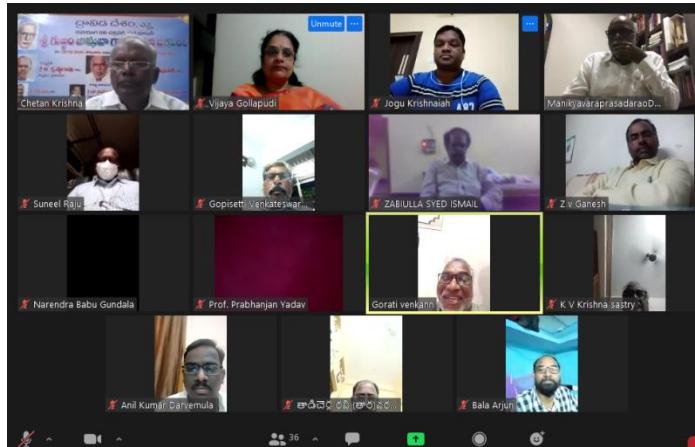 ద్రావిడ దేశం
Unmute
Chetan Krishna
Vijaya Gollapudi
Jogu Krishnaiah
ManikyavaraprasadaraoD...
Suneel Raju
Gopisetti Venkateswar...
ZABIULLA SYED ISMAIL
Z v Ganesh
Narendra Babu Gundala
Prof. Prabhanjan Yadav
Gorati venkann
K V Krishna sastry
Anil Kumar Darvemula
Bala Arjun
36